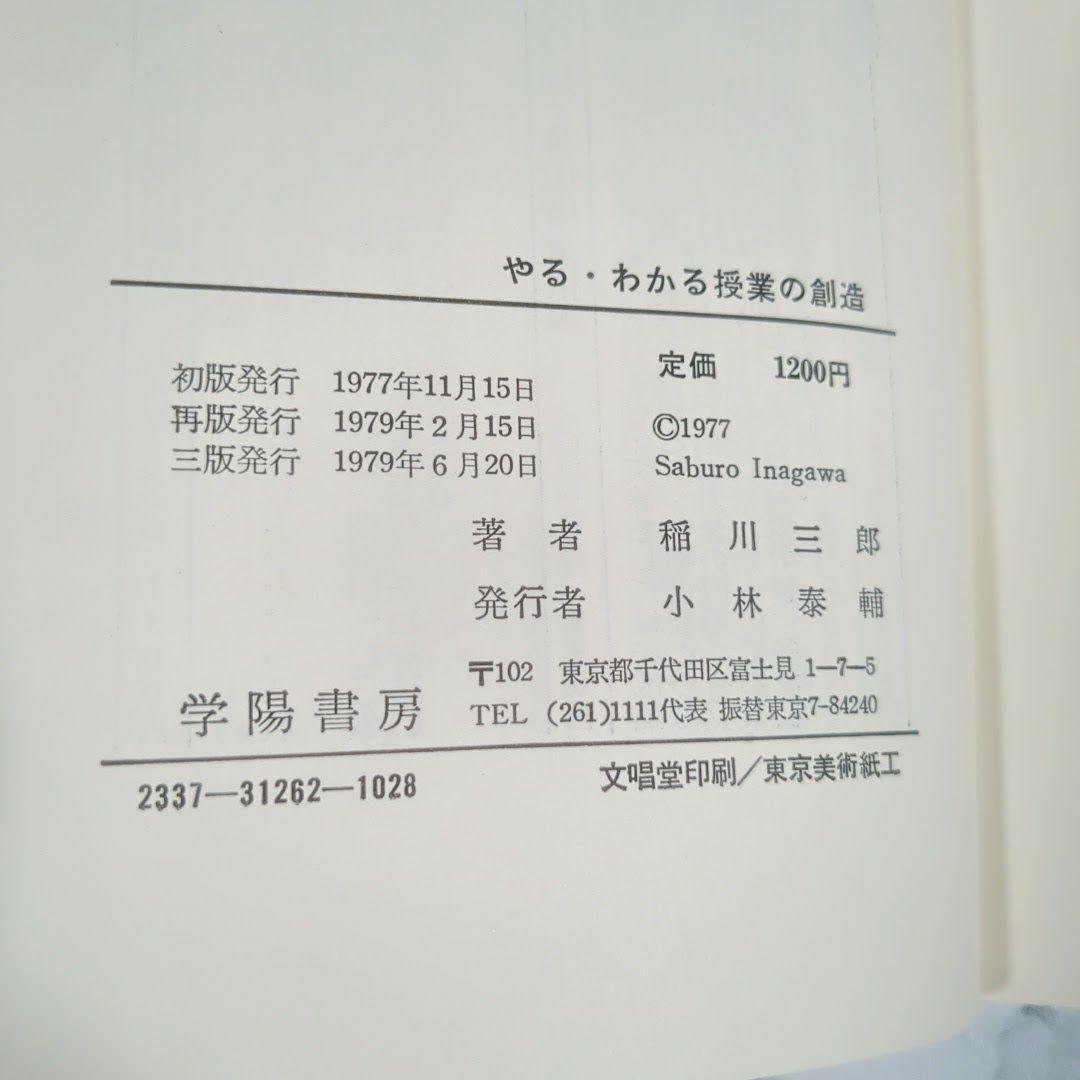 やる・わかる授業の創造
初版発行 1977年11月15日
再版発行 1979年2月15日
三版発行 1979年6月20日
定価 1200円
©1977
Saburo Inagawa
著者 稲川三郎
発行者 小林泰輔
〒102 東京都千代田区富士見1―7―5
TEL (261)1111代表 振替東京7-84240
学陽書房
2337―31262―1028
文唱堂印刷/東京美術紙工